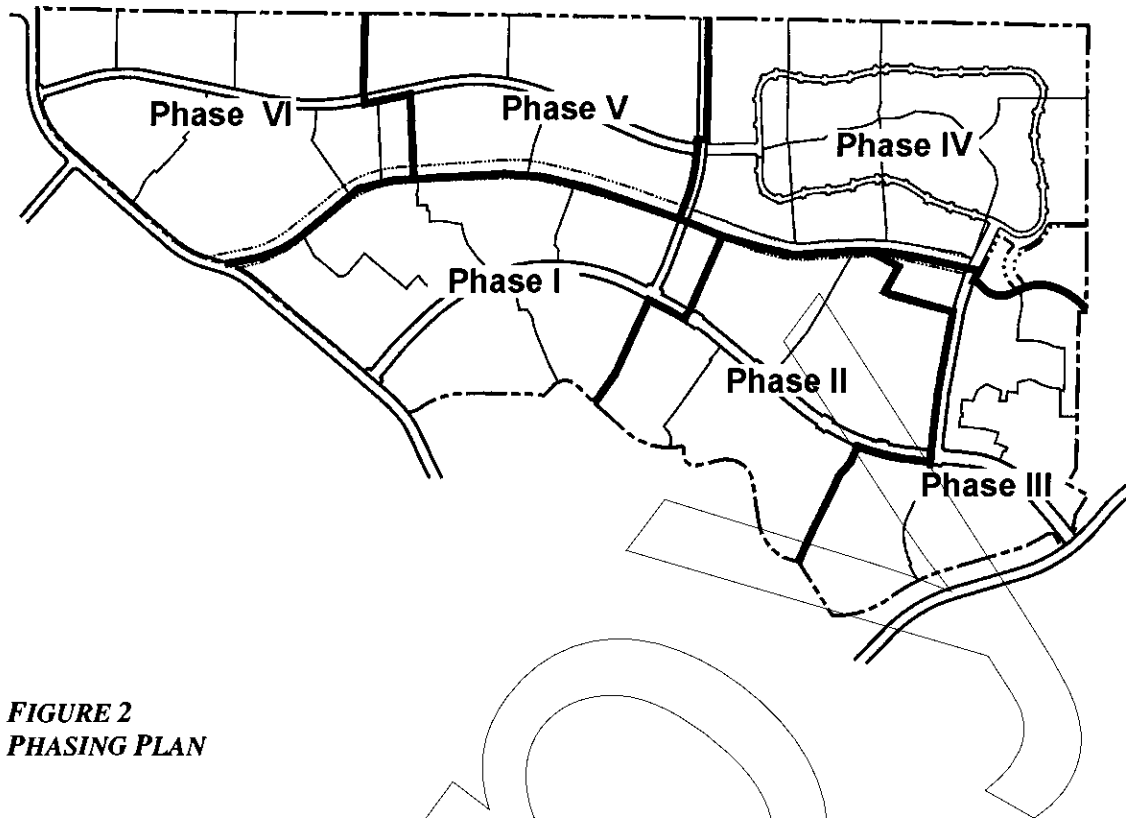 Phase VI
Phase V
Phase IV
Phase I
Phase II
Phase III
FIGURE 2
PHASING PLAN